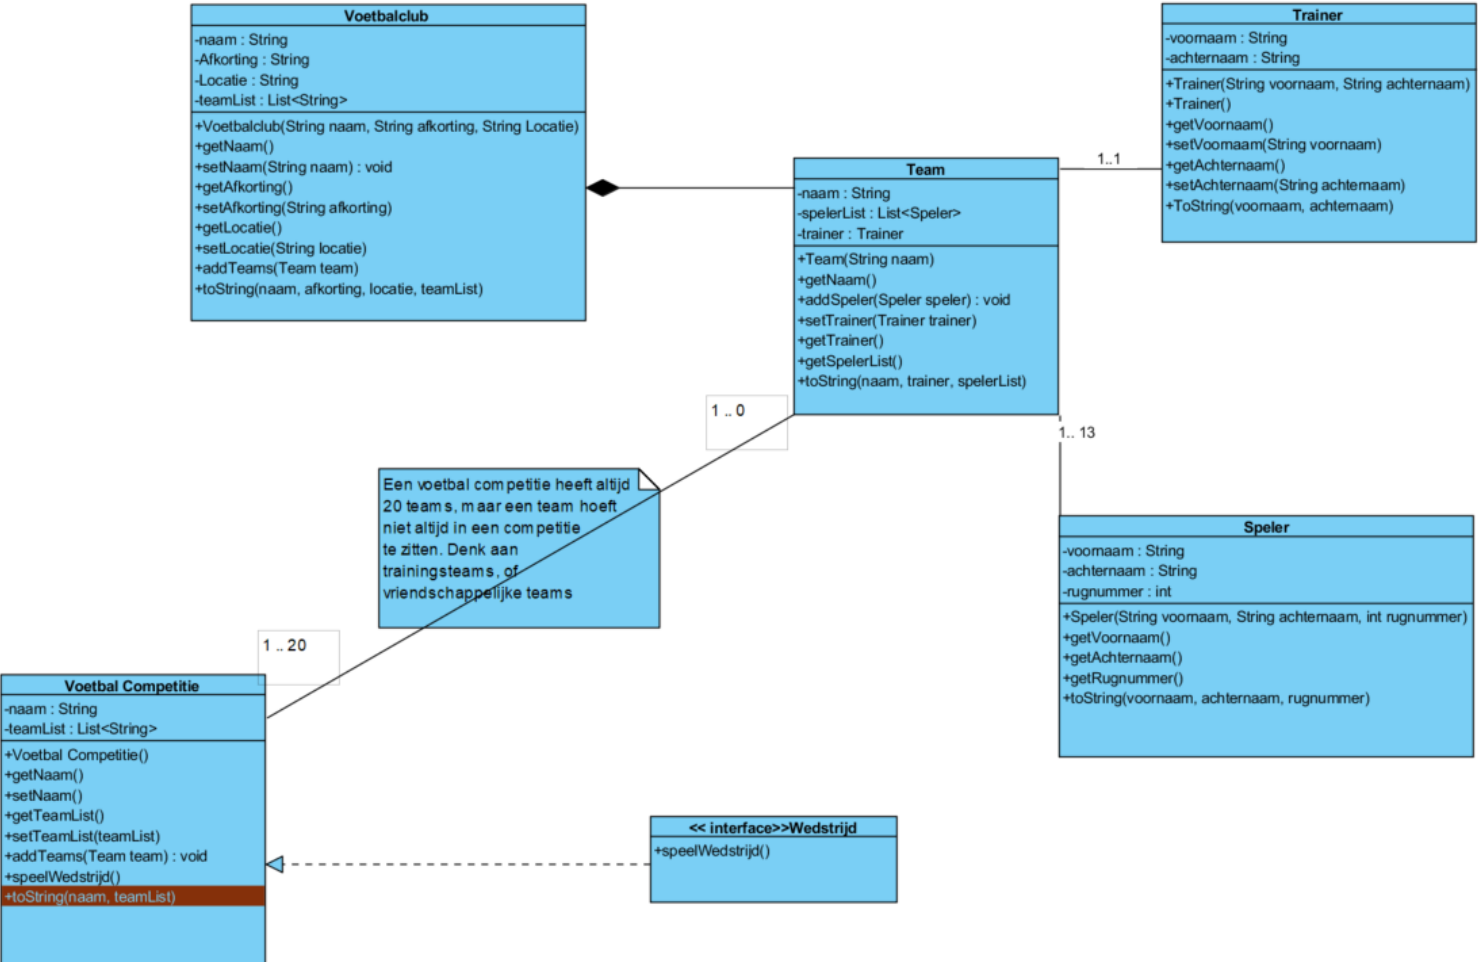 Voetbalclub
-naam : String
-Afkorting : String
-Locatie : String
-teamList : List<String>
+Voetbalclub(String naam, String afkorting, String Locatie)
+getNaam()
+setNaam(String naam) : void
+getAfkorting()
+setAfkorting(String afkorting)
+getLocatie()
+setLocatie(String locatie)
+addTeams(Team team)
+toString(naam, afkorting, locatie, teamList)
Trainer
-voornaam : String
-achternaam : String
+Trainer(String voornaam, String achternaam)
+Trainer()
+getVoornaam()
+setVoornaam(String voornaam)
+getAchternaam()
+setAchternaam(String achternaam)
+ToString(voornaam, achternaam)
1..1
Team
-naam : String
-spelerList : List<Speler>
-trainer : Trainer
+Team(String naam)
+getNaam()
+addSpeler(Speler speler) : void
+setTrainer(Trainer trainer)
+getTrainer()
+getSpelerList()
+toString(naam, trainer, spelerList)
1 .. 0
1.. 13
Een voetbal competitie heeft altijd
20 teams, maar een team hoeft
niet altijd in een competitie
te zitten. Denk aan
trainingsteams, of
vriendschappelijke teams
Speler
-voornaam : String
-achternaam : String
-rugnummer : int
+Speler(String voornaam, String achternaam, int rugnummer)
+getVoornaam()
+getAchternaam()
+getRugnummer()
+toString(voornaam, achternaam, rugnummer)
1 .. 20
Voetbal Competitie
-naam : String
-teamList : List<String>
+Voetbal Competitie()
+getNaam()
+setNaam()
+getTeamList()
+setTeamList(teamList)
+addTeams(Team team) : void
+speelWedstrijd()
+toString(naam, teamList)
<< interface>>Wedstrijd
+speelWedstrijd()